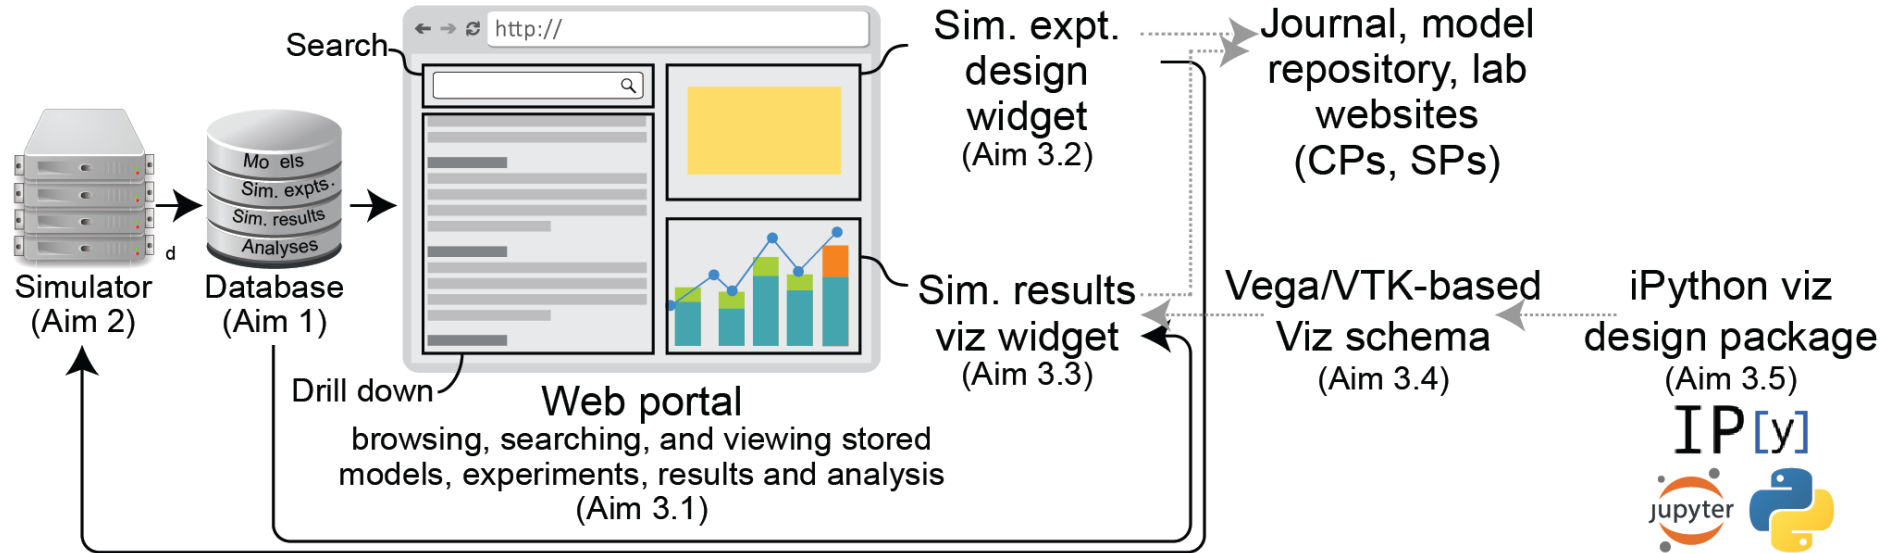 Search
http://
Sim. expt.
design
widget
(Aim 3.2)
Journal, model
repository, lab
websites
(CPs, SPs)
Mo els
Sim. expts.
Sim. results
Analyses
d
Simulator
(Aim 2)
Database
(Aim 1)
Sim. results
viz widget
(Aim 3.3)
Vega/VTK-based
Viz schema
(Aim 3.4)
iPython viz
design package
(Aim 3.5)
Drill down
Web portal
browsing, searching, and viewing stored
models, experiments, results and analysis
(Aim 3.1)
IP[y]
jupyter